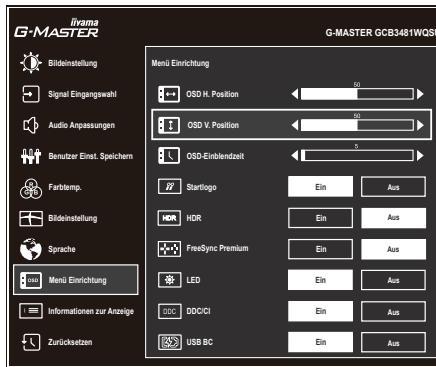 iiyama
G-MASTER
G-MASTER GCB3481WQSU
Bildeinstellung
Signal Eingangswahl
Audio Anpassungen
Benutzer Einst. Speichern
Farbtemp.
Bildeinstellung
Sprache
OSD Menü Einrichtung
Informationen zur Anzeige
Zurücksetzen
Menü Einrichtung
OSD H. Position 50
OSD V. Position 50
OSD-Einblendzeit 5
Startlogo Ein Aus
HDR HDR Ein Aus
FreeSync Premium Ein Aus
LED Ein Aus
DDC DDC/CI Ein Aus
USB BC Ein Aus